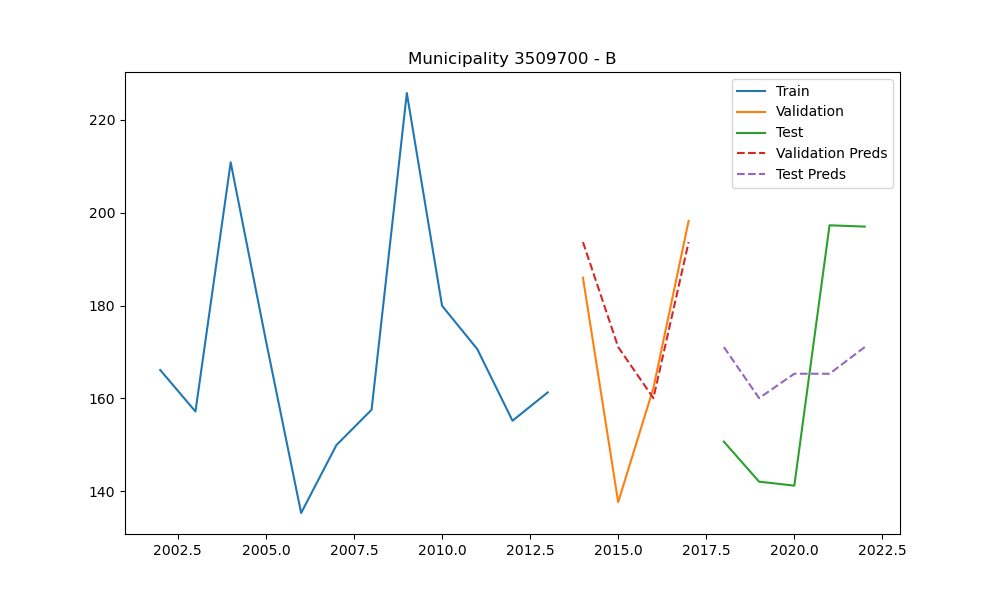 Municipality 3509700 - B
Train
Validation
Test
Validation Preds
Test Preds
220
200
180
160
140
2002.5 2005.0 2007.5 2010.0 2012.5 2015.0 2017.5 2020.0 2022.5